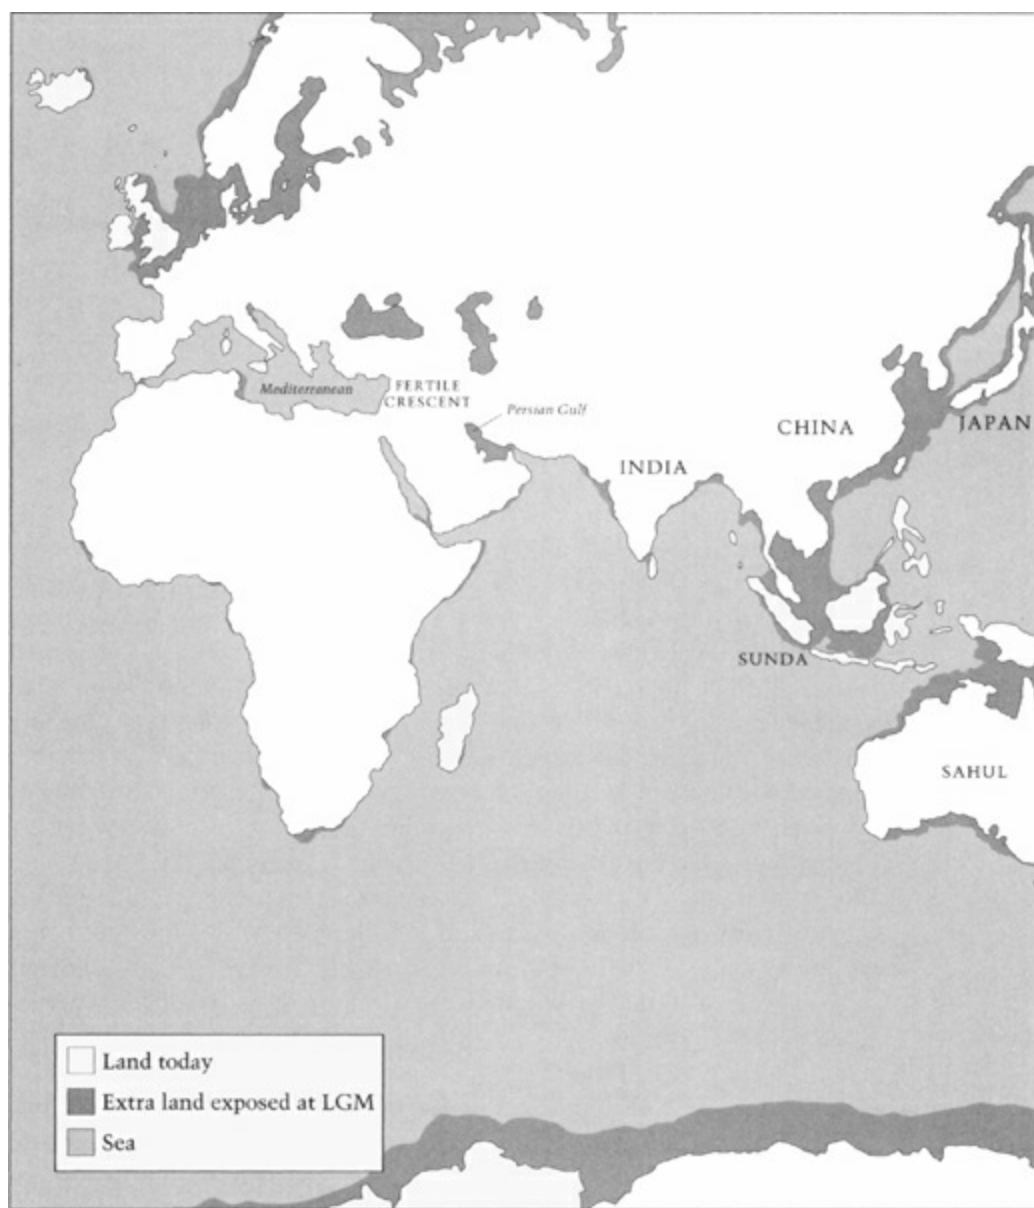 Mediterranean
FERTILE
CRESCENT
Persian Gulf
INDIA
CHINA
JAPAN
SUNDA
SAHUL
Land today
Extra land exposed at LGM
Sea